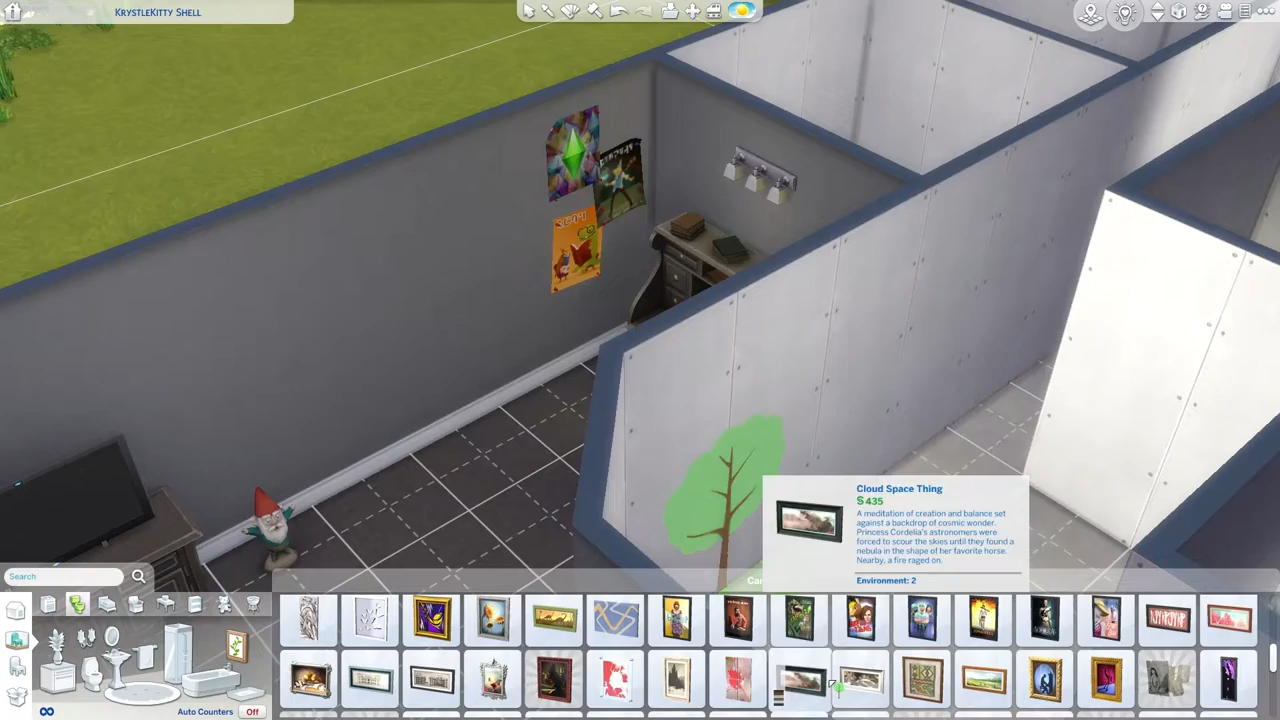 KRYSTLEKITTY SHELL
Cloud Space Thing
§435
A meditation of creation and balance set
against a backdrop of cosmic wonder.
Princess Cordelia's astronomers were
forced to scour the skies until they found a
nebula in the shape of her favorite horse.
Nearby, a fire raged on.
Environment: 2
Search
Auto Counters
Off